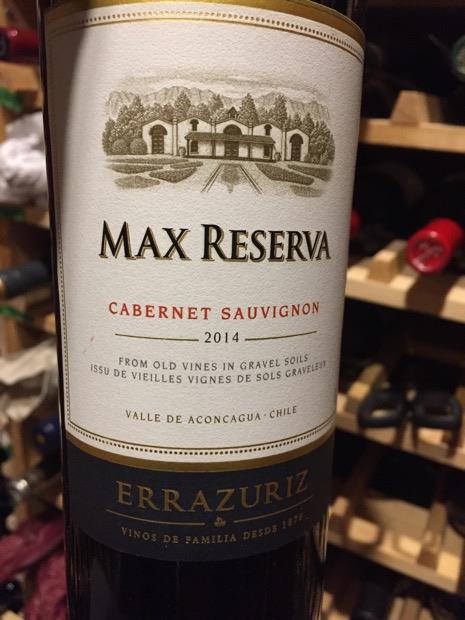 MAX RESERVA
CABERNET SAUVIGNON
2014
FROM OLD VINES IN GRAVEL SOILS
ISSU DE VIEILLES VIGNES DE SOLS GRAVELEUX
VALLE DE ACONCAGUA · CHILE
ERRAZURIZ
VINOS DE FAMILIA DESDE 1870